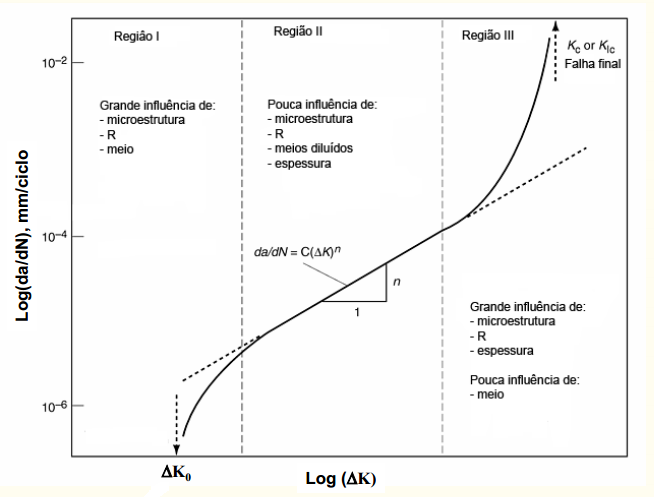 Região I
Região II
Região III
Kc or KIc
Falha final
10−2
Grande influência de:
- microestrutura
- R
- meio
Pouca influência de:
- microestrutura
- R
- meios diluídos
- espessura
Log(da/dN), mm/ciclo
10−4
da/dN = C(ΔK)n
n
1
Grande influência de:
- microestrutura
- R
- espessura
Pouca influência de:
- meio
10−6
ΔK0
Log (ΔK)